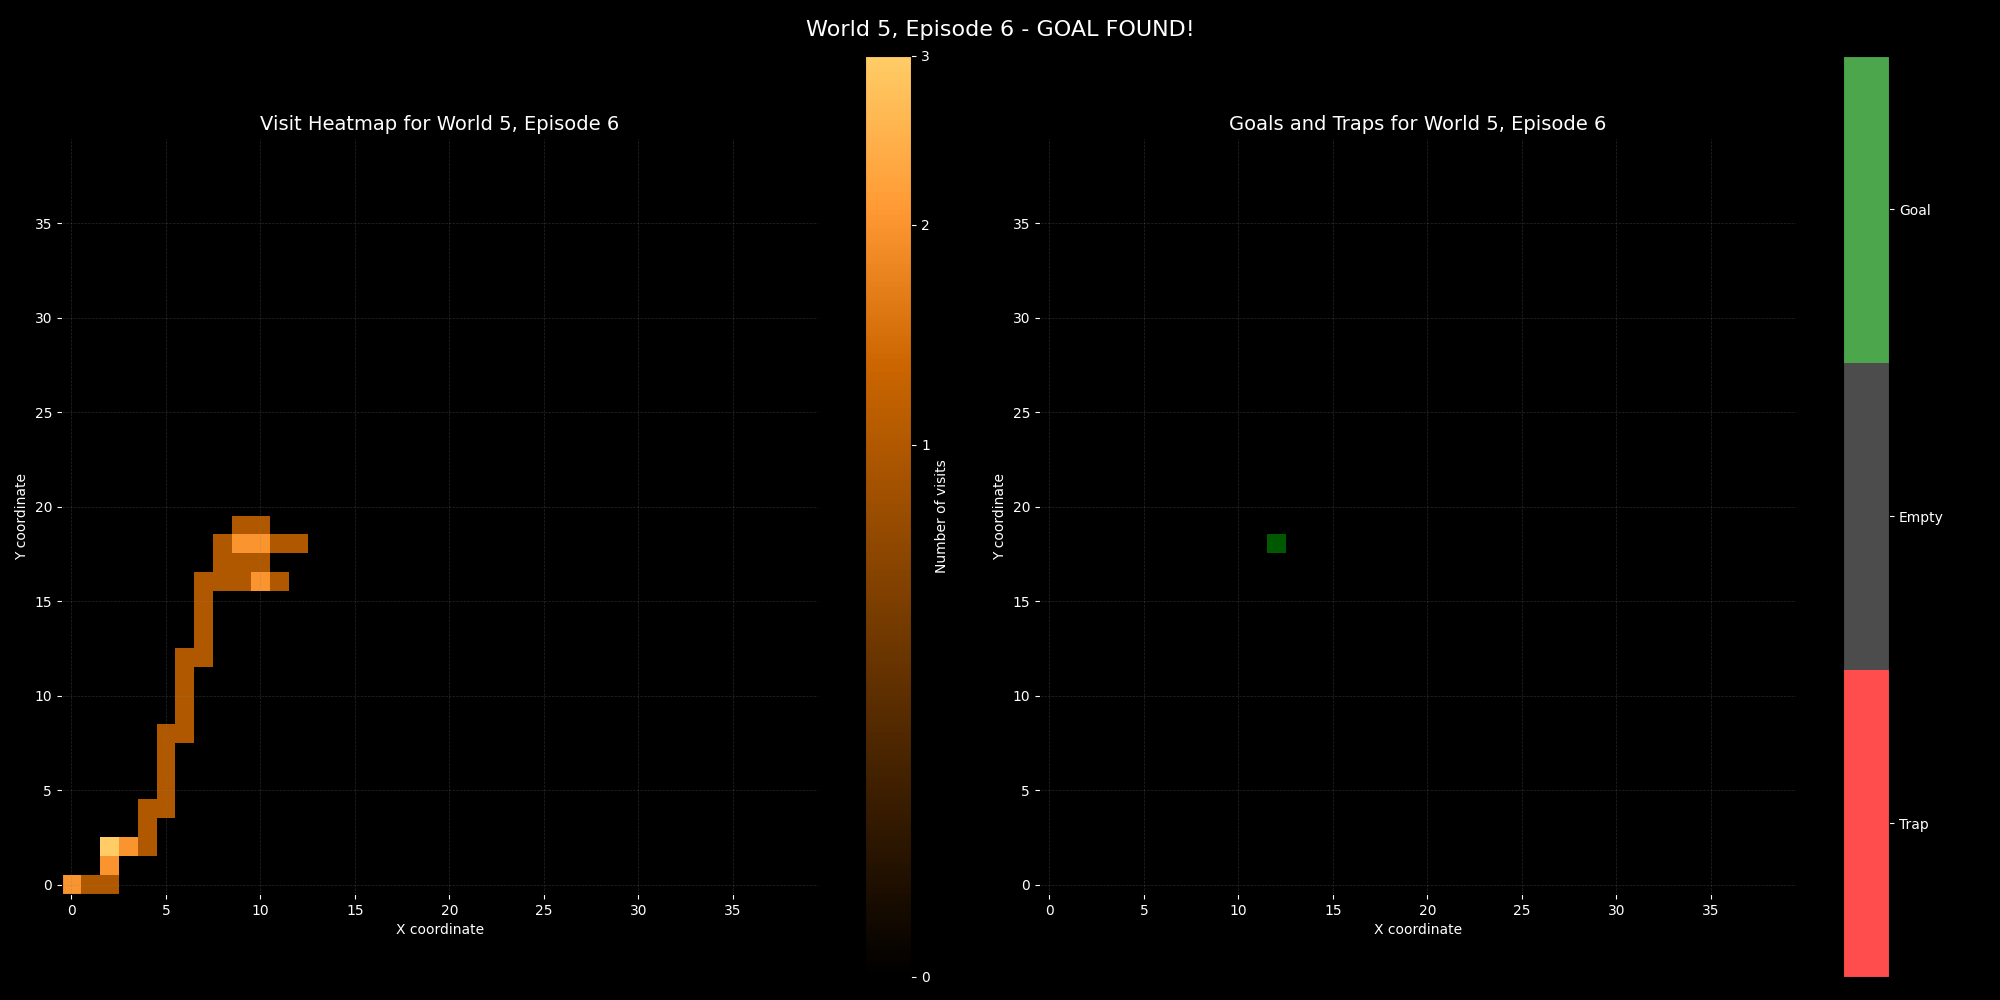 World 5, Episode 6 - GOAL FOUND!
Visit Heatmap for World 5, Episode 6
35
30
25
20
15
10
5
0
Y coordinate
0 5 10 15 20 25 30 35
X coordinate
3
2
1
0
Number of visits
Goals and Traps for World 5, Episode 6
35
30
25
20
15
10
5
0
Y coordinate
0 5 10 15 20 25 30 35
X coordinate
Goal
Empty
Trap